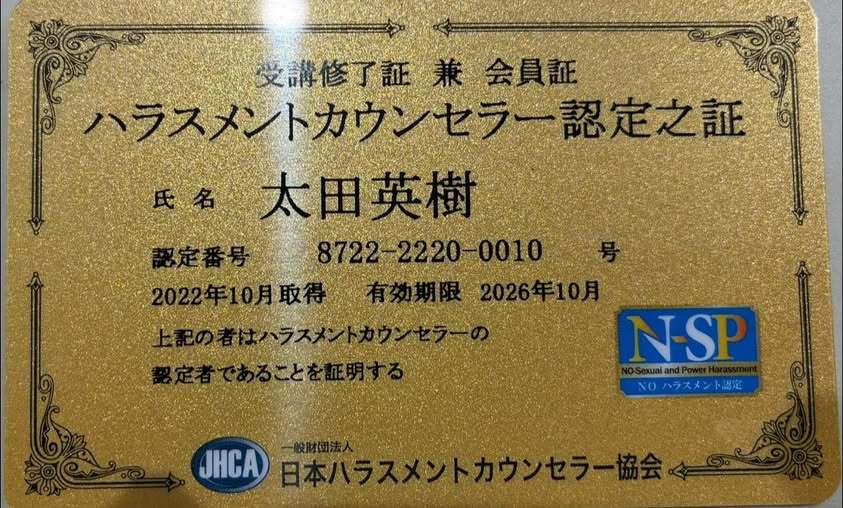 受講修了証 兼 会員証
ハラスメントカウンセラー認定之証
氏名 太田英樹
認定番号 8722-2220-0010 号
2022年10月取得 有効期限 2026年10月
上記の者はハラスメントカウンセラーの
認定者であることを証明する
N-SP
NO-Sexual and Power Harassment
NO ハラスメント認定
JHCA
一般財団法人
日本ハラスメントカウンセラー協会